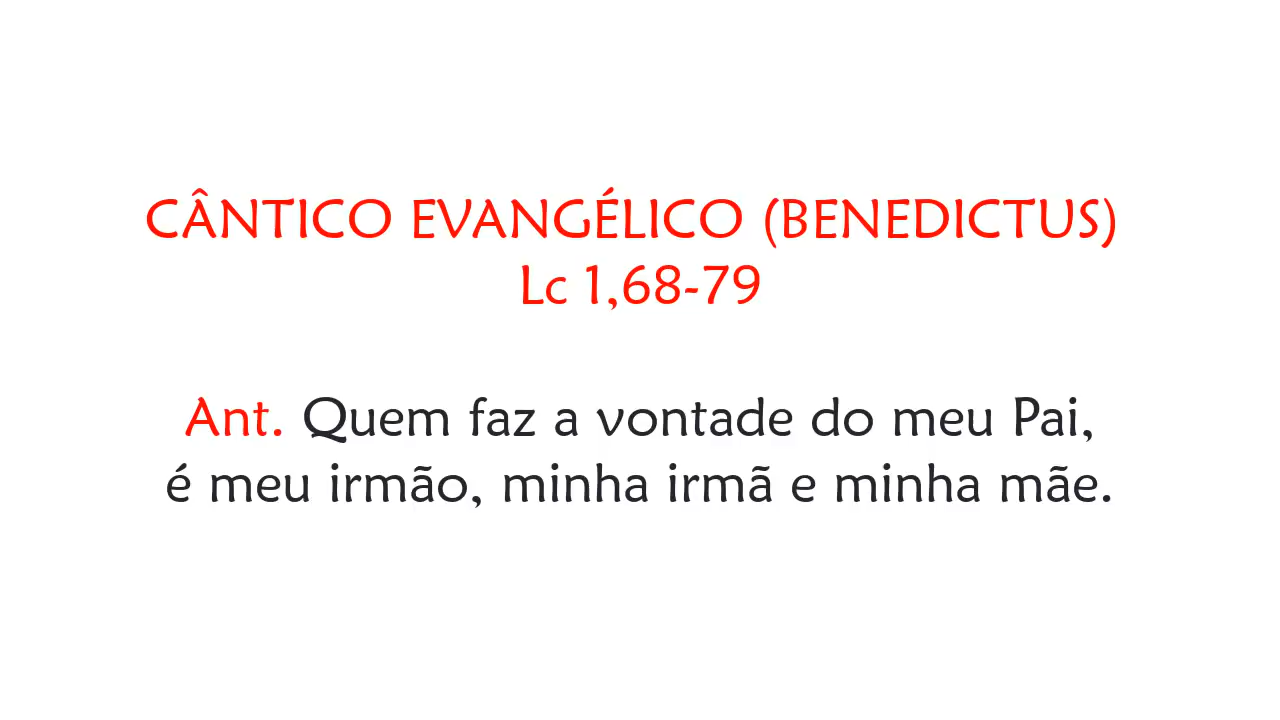 CÂNTICO EVANGÉLICO (BENEDICTUS)
Lc 1,68-79
Ant. Quem faz a vontade do meu Pai,
é meu irmão, minha irmã e minha mãe.